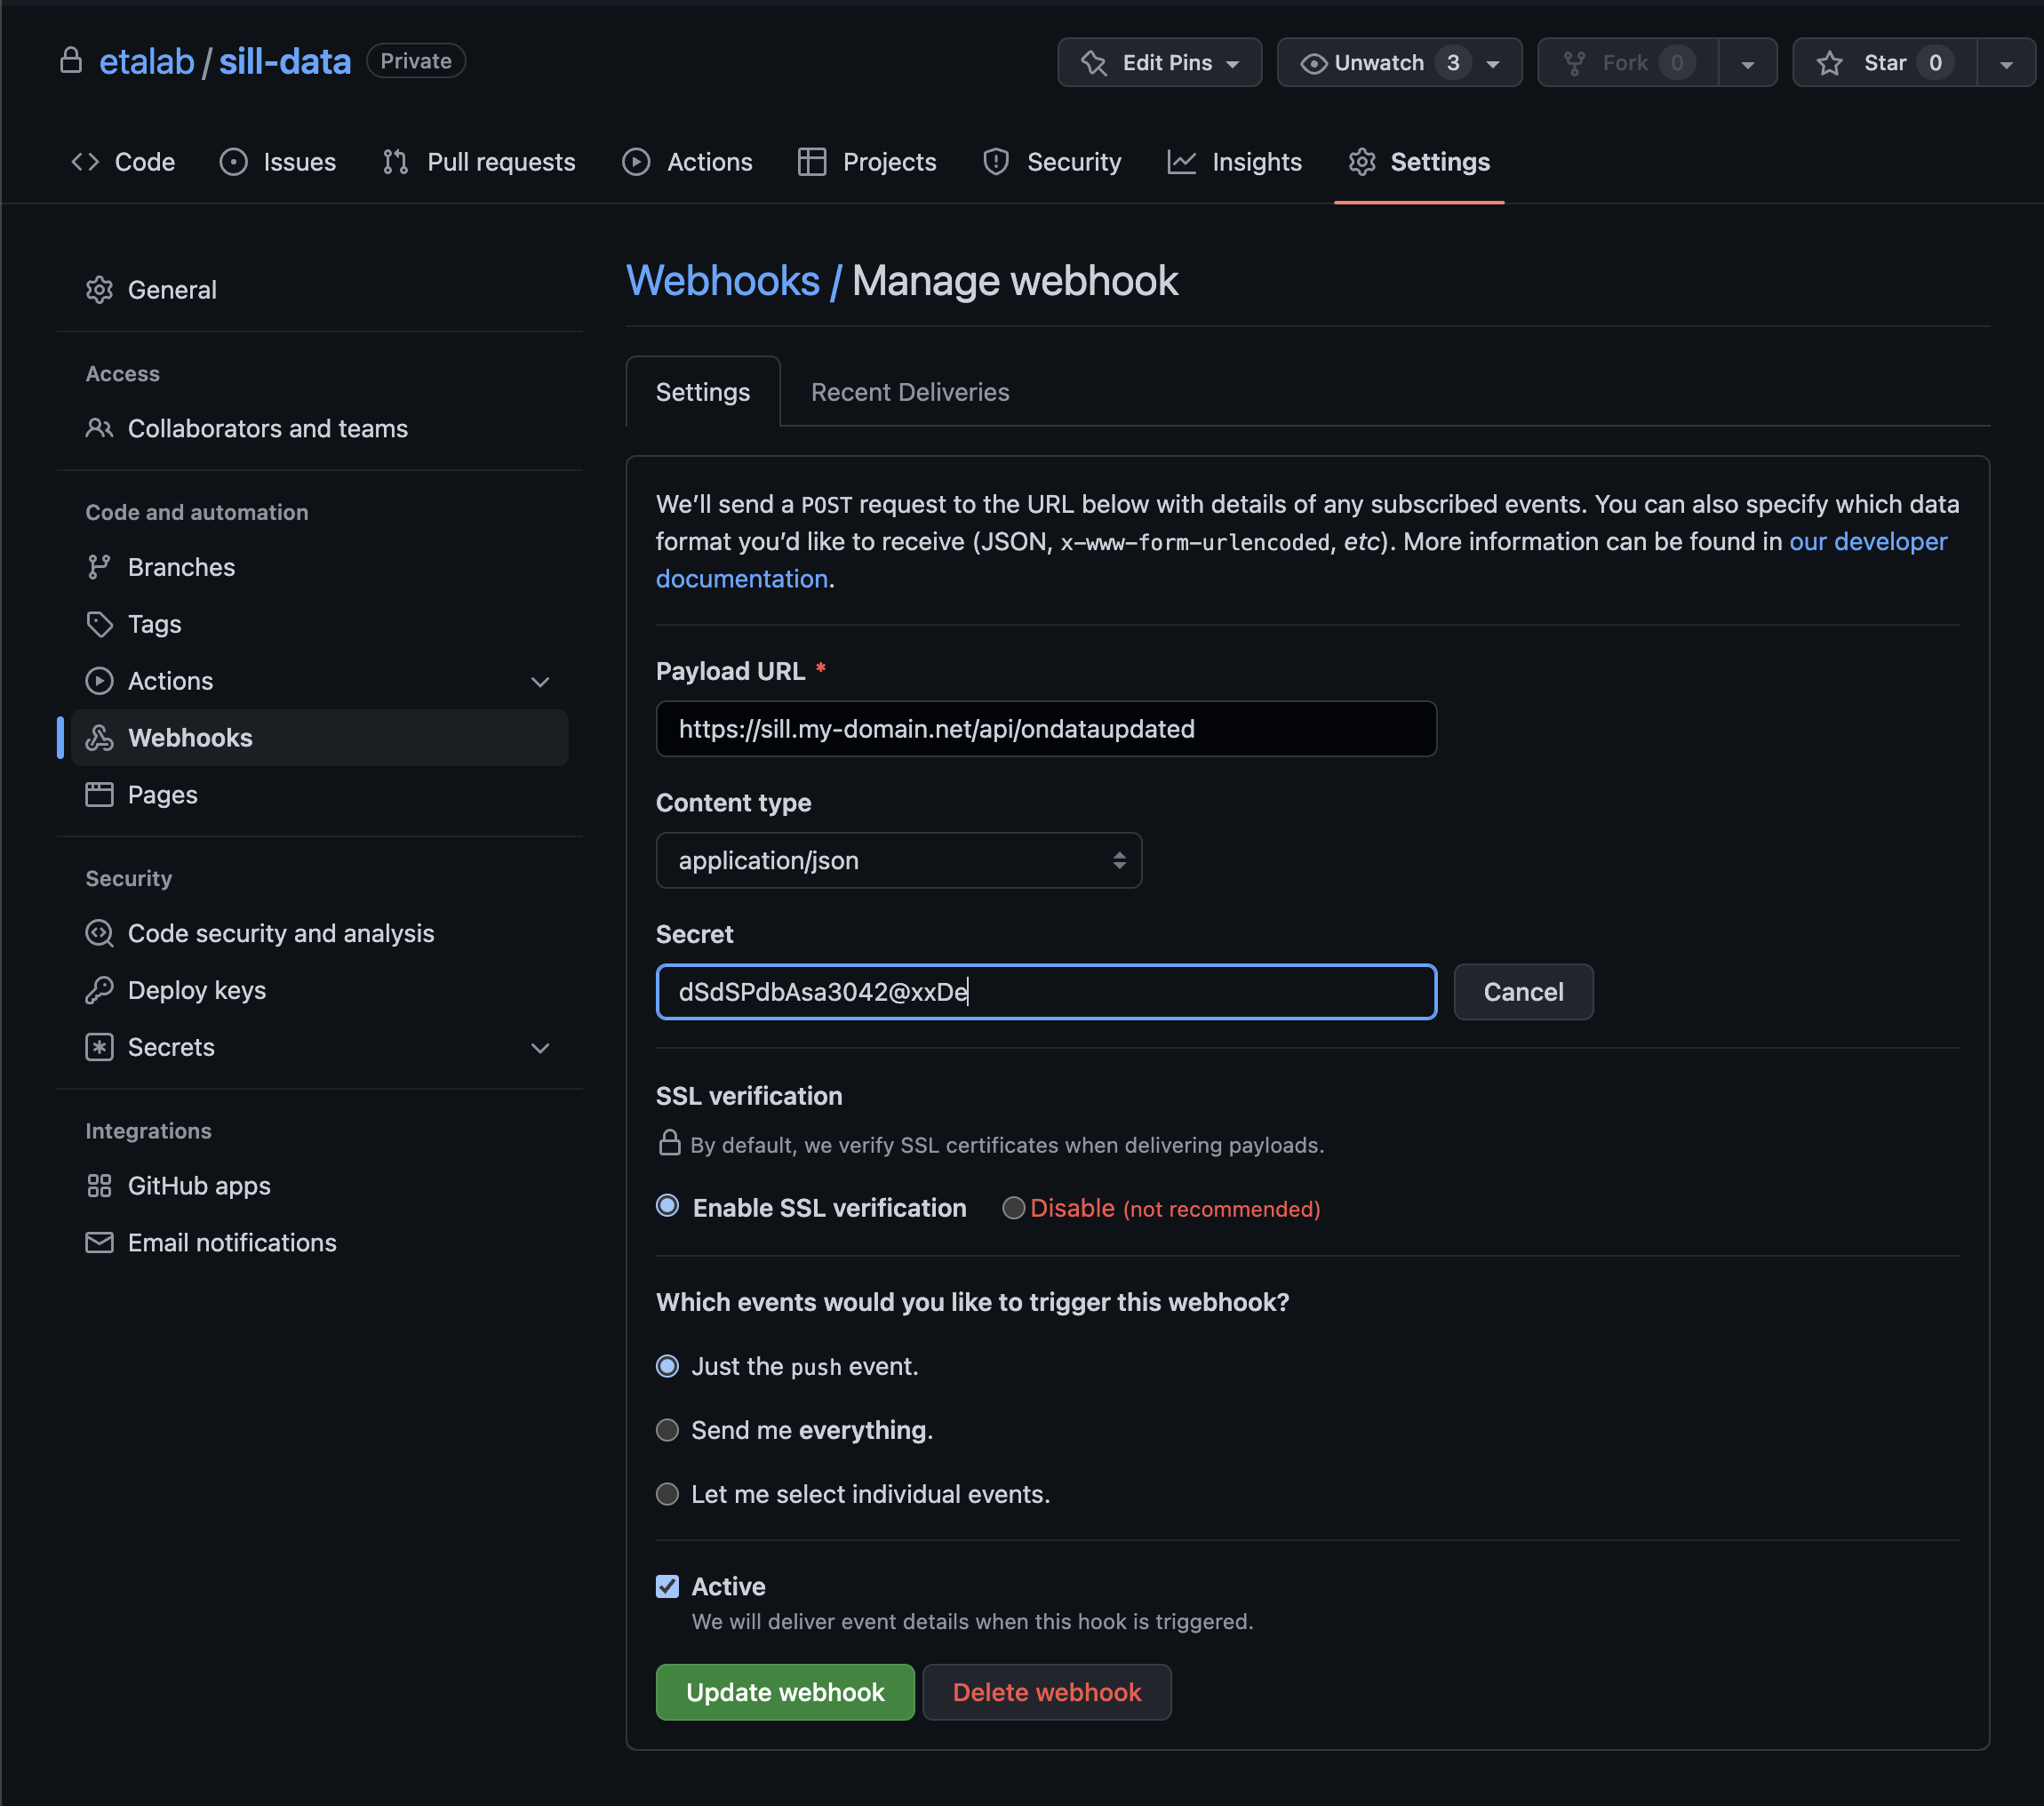 etalab / sill-data Private
Edit Pins
Unwatch 3
Fork 0
Star 0
Code
Issues
Pull requests
Actions
Projects
Security
Insights
Settings
General
Access
Collaborators and teams
Code and automation
Branches
Tags
Actions
Webhooks
Pages
Security
Code security and analysis
Deploy keys
Secrets
Integrations
GitHub apps
Email notifications
Webhooks / Manage webhook
Settings
Recent Deliveries
We’ll send a POST request to the URL below with details of any subscribed events. You can also specify which data
format you’d like to receive (JSON, x-www-form-urlencoded, etc). More information can be found in our developer
documentation.
Payload URL *
https://sill.my-domain.net/api/ondataupdated
Content type
application/json
Secret
dSdSPdbAsa3042@xxDe
Cancel
SSL verification
By default, we verify SSL certificates when delivering payloads.
Enable SSL verification
Disable (not recommended)
Which events would you like to trigger this webhook?
Just the push event.
Send me everything.
Let me select individual events.
Active
We will deliver event details when this hook is triggered.
Update webhook
Delete webhook